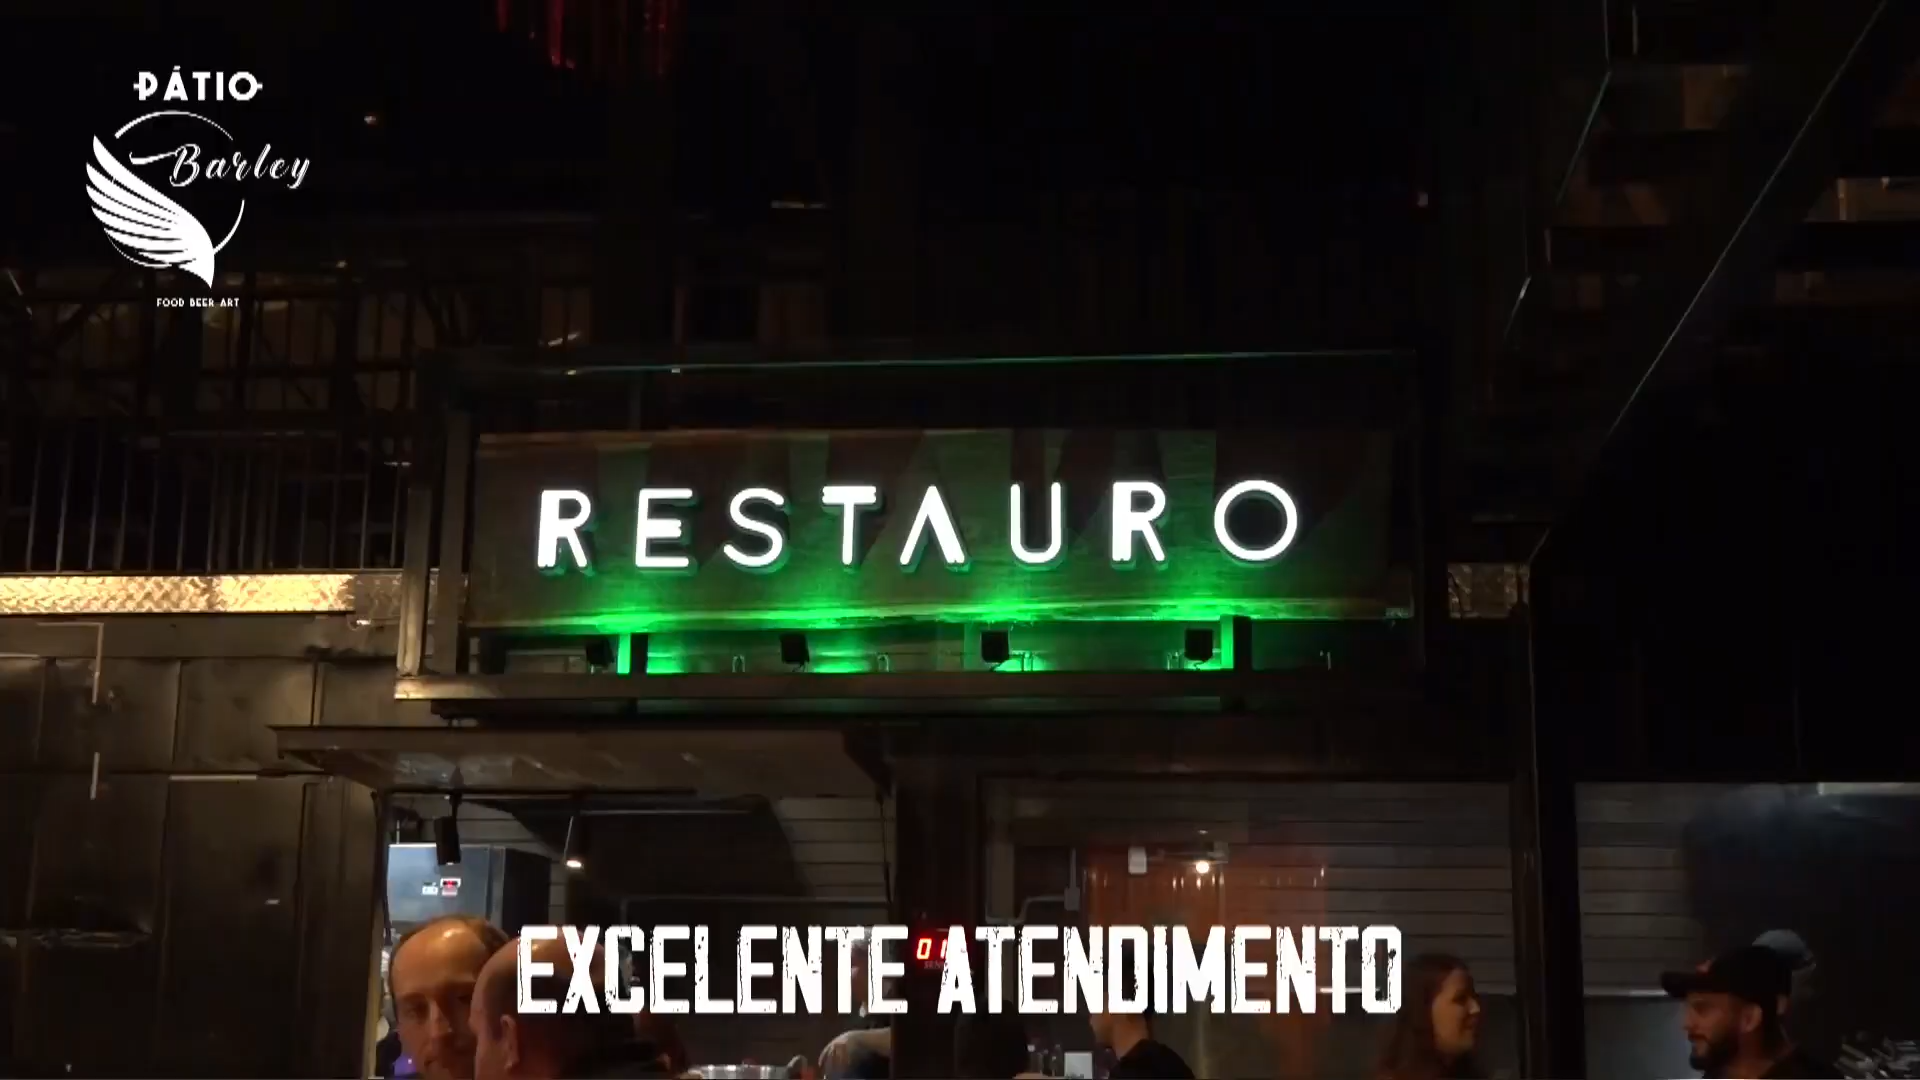 PÁTIO
Barley
FOOD BEER ART
RESTAURO
EXCELENTE ATENDIMENTO